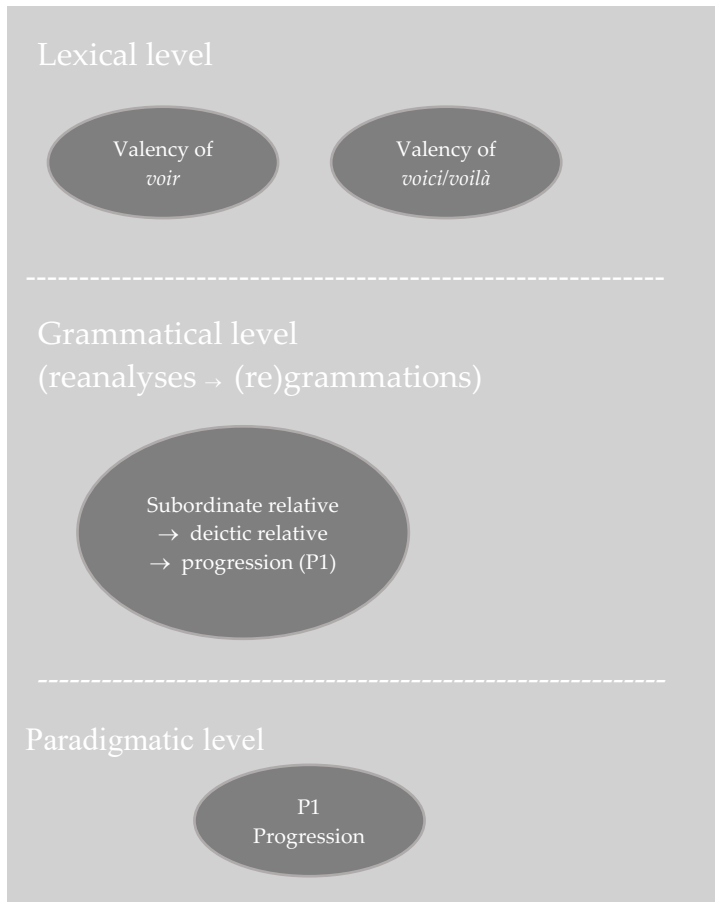 Lexical level
Valency of
voir
Valency of
voici/voilà
Grammatical level
(reanalyses → (re)grammations)
Subordinate relative
→ deictic relative
→ progression (P1)
Paradigmatic level
P1
Progression